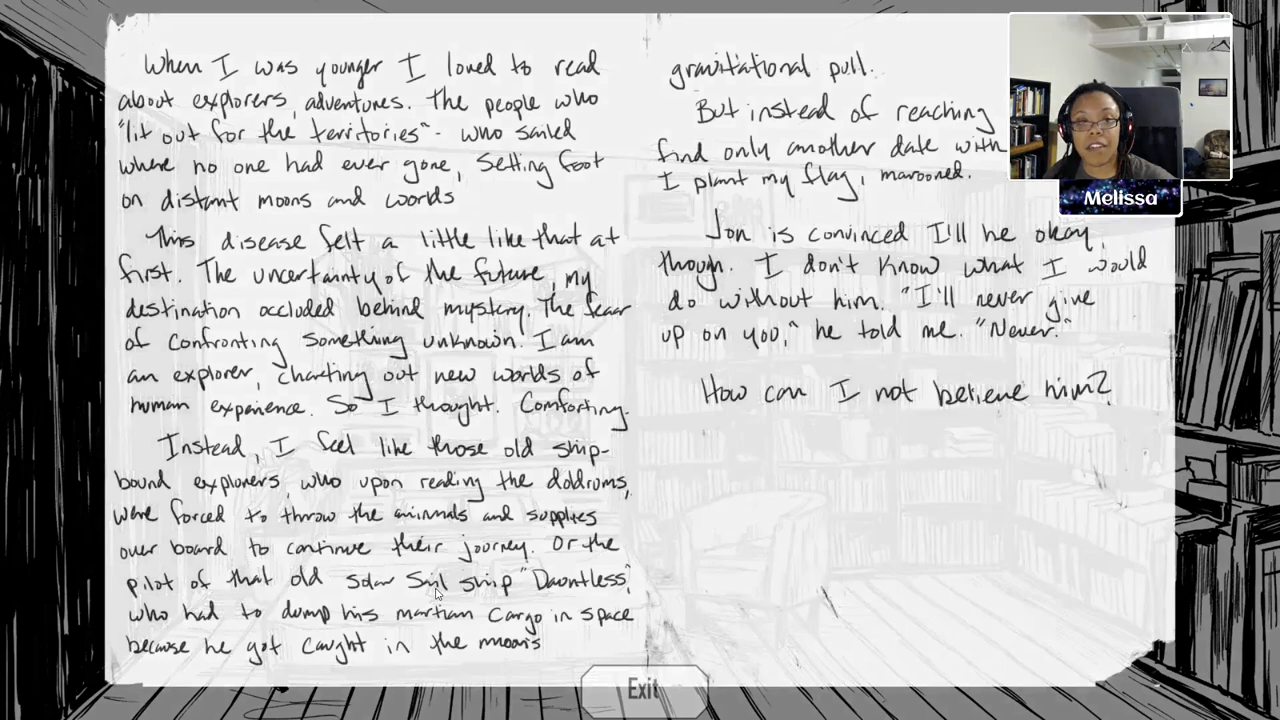 When I was younger I loved to read
about explorers, adventures. The people who
"lit out for the territories" - who sailed
where no one had ever gone, setting foot
on distant moons and worlds
This disease felt a little like that at
first. The uncertainty of the future, my
destination occluded behind mystery. The fear
of confronting something unknown. I am
an explorer, charting out new worlds of
human experience. So I thought. Comforting.
Instead, I feel like those old ship-
bound explorers, who upon reading the doldrums,
were forced to throw the animals and supplies
over board to continue their journey. Or the
pilot of that old Solar Sail ship "Dauntless",
who had to dump his martian cargo in space
because he got caught in the moons
gravitational pull.
But instead of reaching
find only another date with
I plant my flag, marooned.
Jon is convinced I'll be okay,
though. I don't know what I would
do without him. "I'll never give
up on you," he told me. "Never."
How can I not believe him?
Exit
Melissa